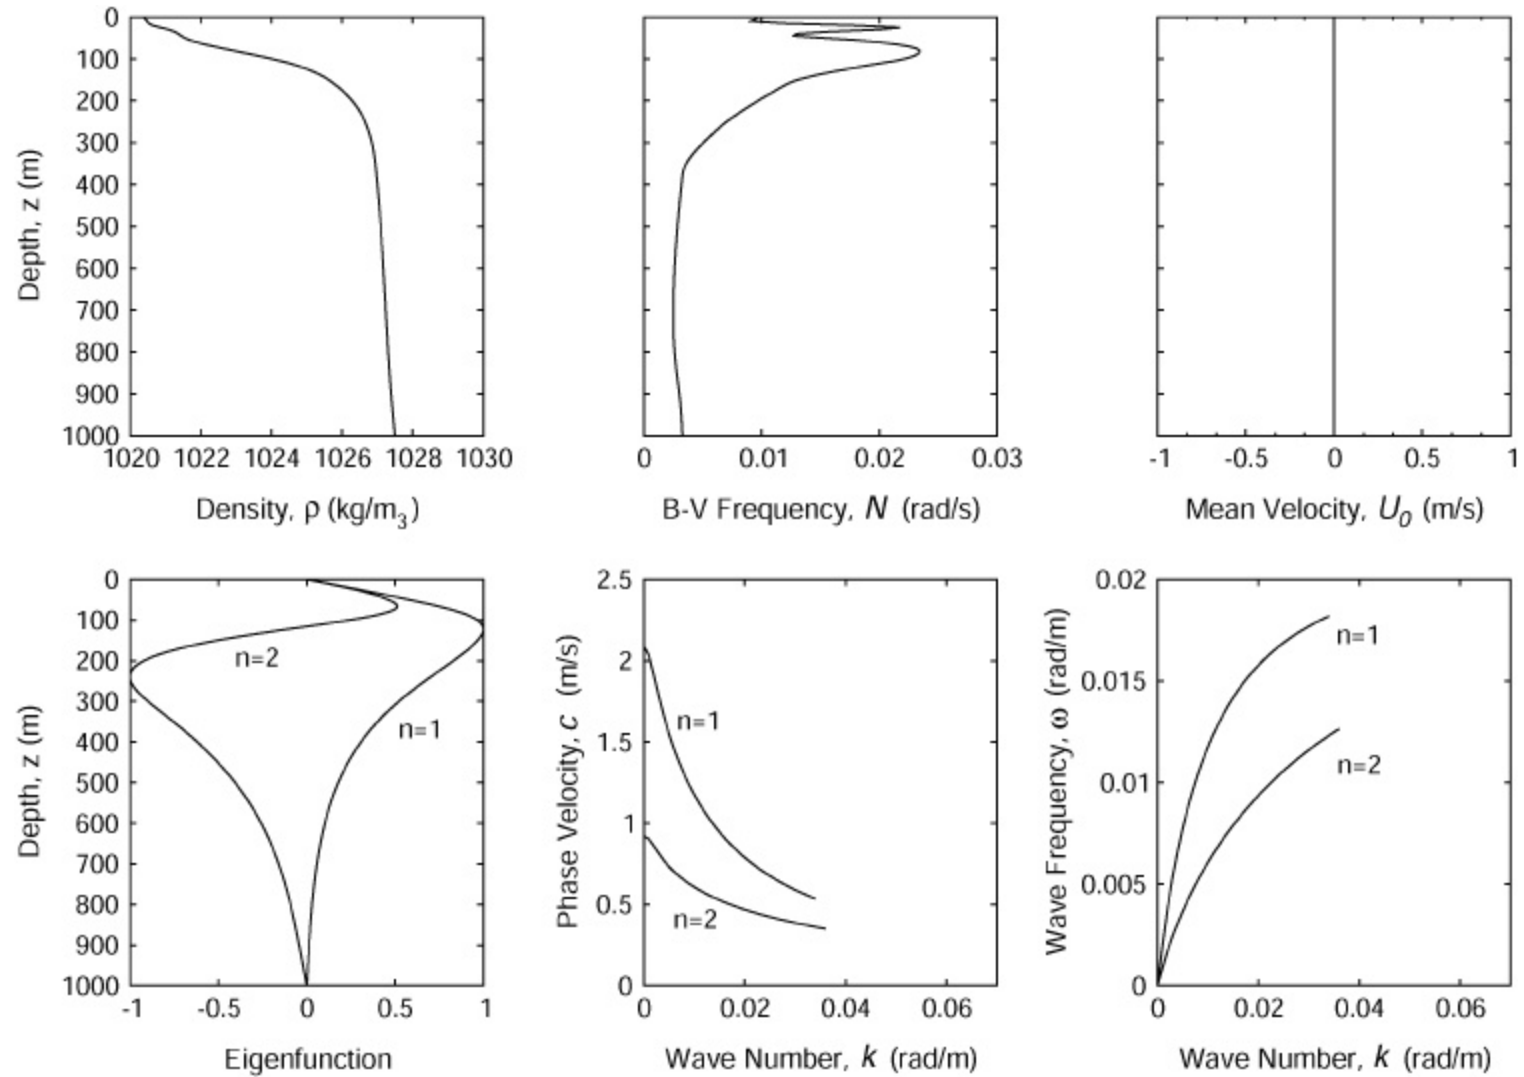 0
100
200
300
400
500
600
700
800
900
1000
Depth, z (m)
1020 1022 1024 1026 1028 1030
Density, ρ (kg/m3)
0 0.01 0.02 0.03
B-V Frequency, N (rad/s)
-1 -0.5 0 0.5 1
Mean Velocity, U0 (m/s)
0
100
200
300
400
500
600
700
800
900
1000
Depth, z (m)
n=2
n=1
-1 -0.5 0 0.5 1
Eigenfunction
2.5
2
1.5
1
0.5
0
Phase Velocity, c (m/s)
n=1
n=2
0 0.02 0.04 0.06
Wave Number, k (rad/m)
0.02
0.015
0.01
0.005
0
Wave Frequency, ω (rad/m)
n=1
n=2
0 0.02 0.04 0.06
Wave Number, k (rad/m)